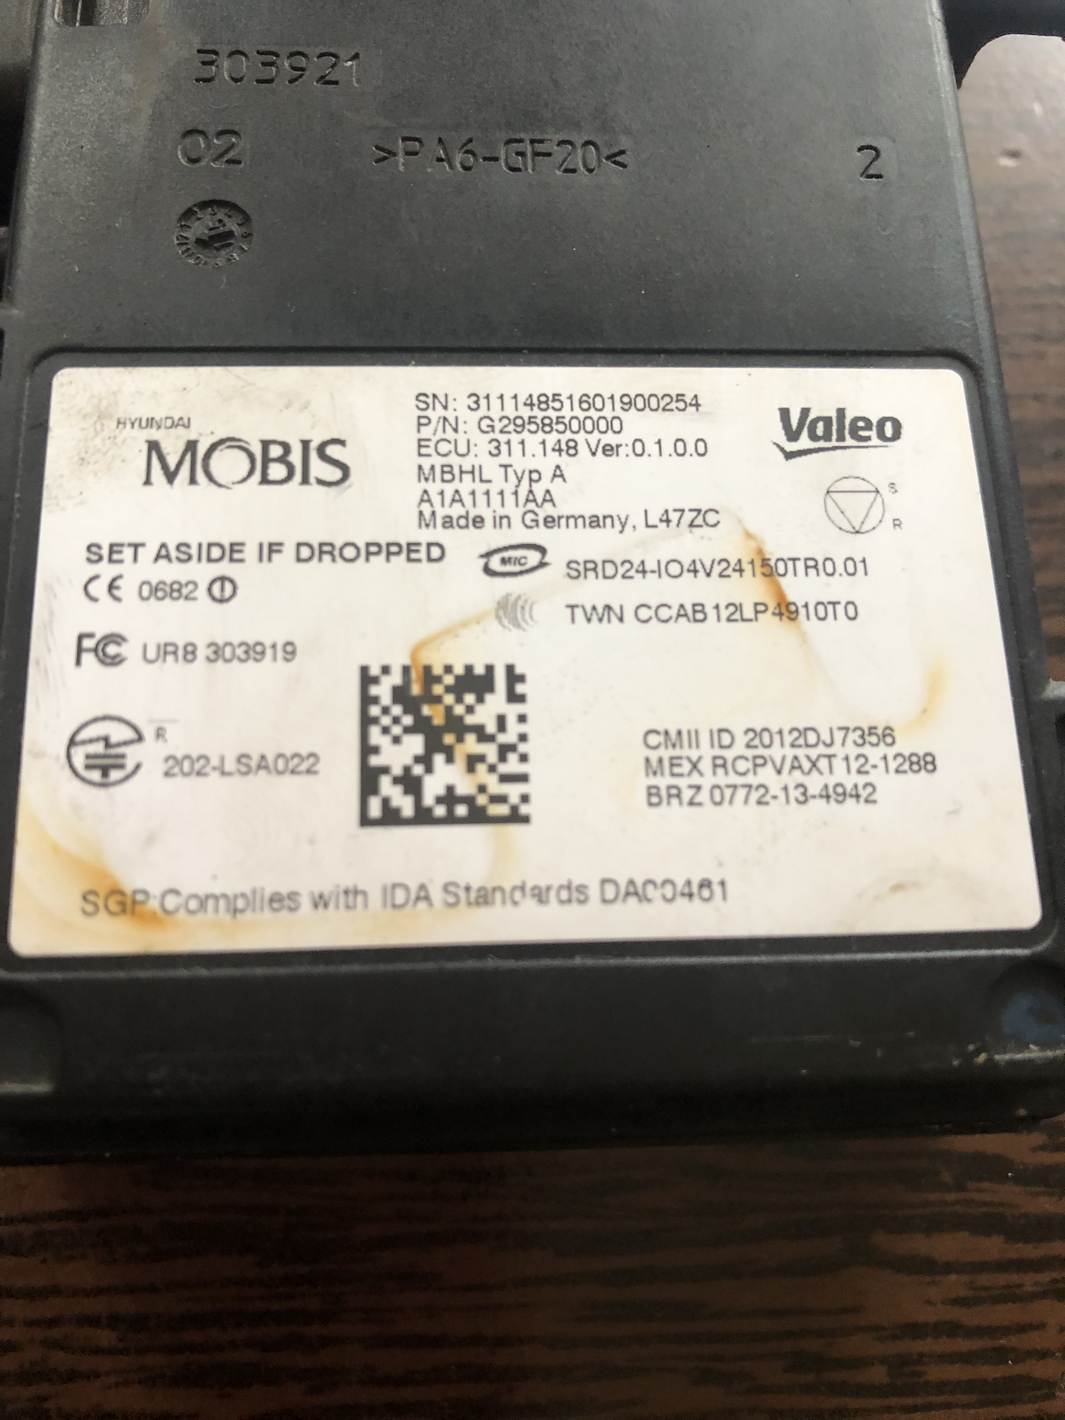 303921
02 >PA6-GF20< 2
HYUNDAI
MOBIS
SN: 31114851601900254
P/N: G295850000
ECU: 311.148 Ver:0.1.0.0
MBHL Typ A
A1A1111AA
Made in Germany, L47ZC
Valeo
S
R
SET ASIDE IF DROPPED
MIC SRD24-IO4V24150TR0.01
CE 0682
TWN CCAB12LP4910T0
FC UR8 303919
R
202-LSA022
CMII ID 2012DJ7356
MEX RCPVAXT12-1288
BRZ 0772-13-4942
SGP Complies with IDA Standards DA00461